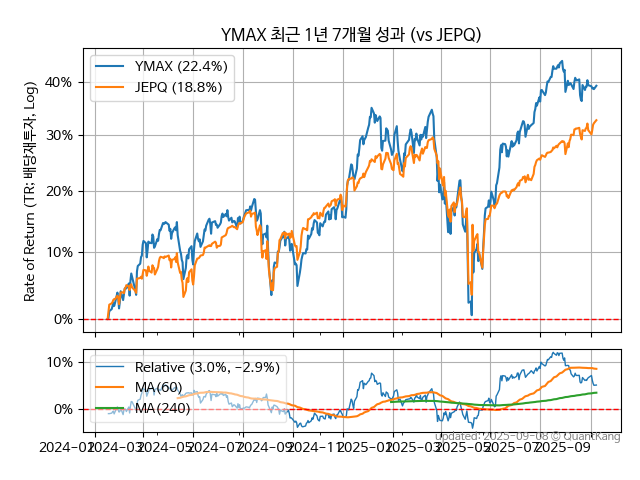 YMAX 최근 1년 7개월 성과 (vs JEPQ)
YMAX (22.4%)
JEPQ (18.8%)
Rate of Return (TR: 배당재투자, Log)
40%
30%
20%
10%
0%
Relative (3.0%, −2.9%)
MA(60)
MA(240)
10%
0%
2024-01
2024-03
2024-05
2024-07
2024-09
2024-11
2025-01
2025-03
2025-05
2025-07
2025-09
updated: 2025-09-08 © QuantKang